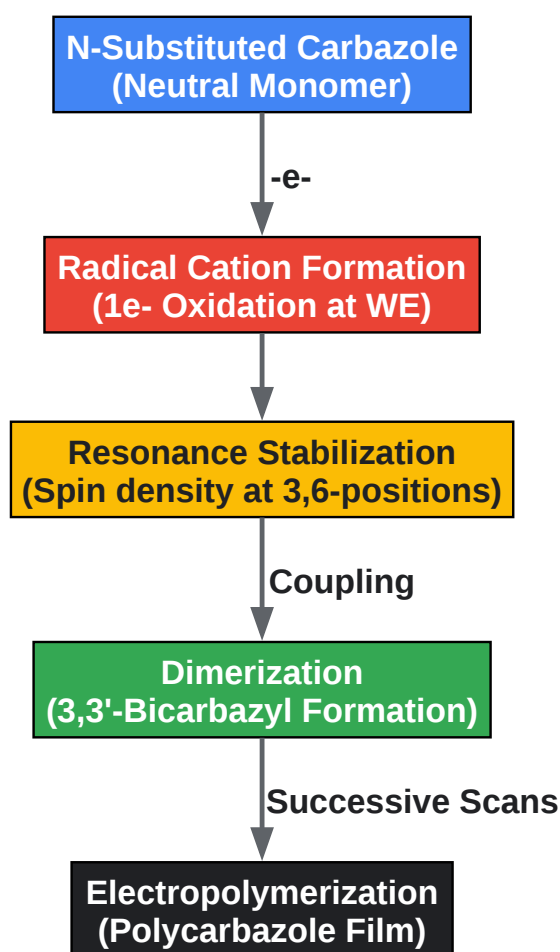 N-Substituted Carbazole
(Neutral Monomer)
-e-
Radical Cation Formation
(1e- Oxidation at WE)
Resonance Stabilization
(Spin density at 3,6-positions)
Coupling
Dimerization
(3,3'-Bicarbazyl Formation)
Successive Scans
Electropolymerization
(Polycarbazole Film)